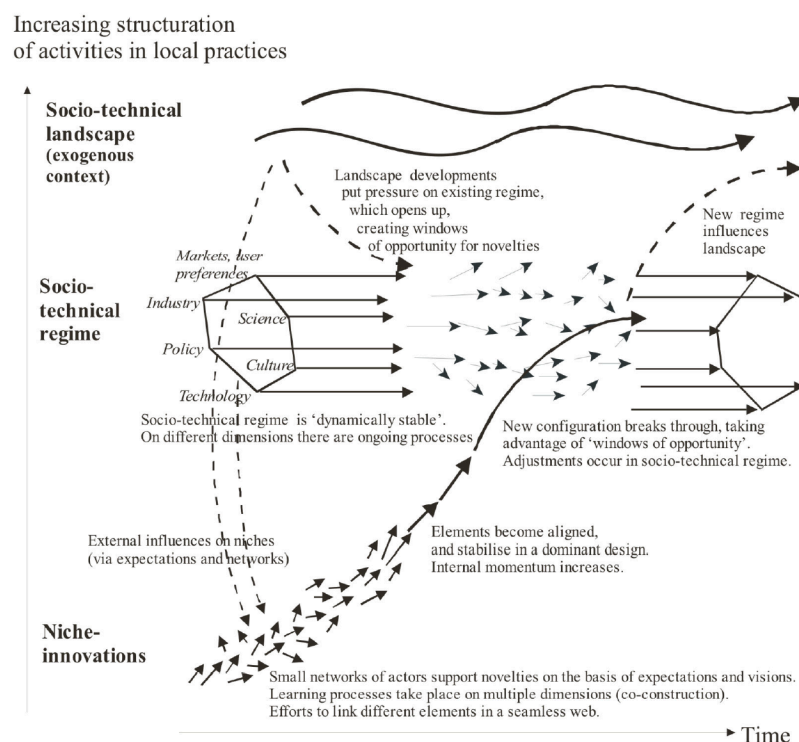 Increasing structuration
of activities in local practices
Socio-technical
landscape
(exogenous
context)
Landscape developments
put pressure on existing regime,
which opens up,
creating windows
of opportunity for novelties
New regime
influences
landscape
Markets, user
preferences
Socio-
technical
regime
Industry
Science
Policy
Culture
Technology
Socio-technical regime is ‘dynamically stable’.
On different dimensions there are ongoing processes
New configuration breaks through, taking
advantage of ‘windows of opportunity’.
Adjustments occur in socio-technical regime.
External influences on niches
(via expectations and networks)
Elements become aligned,
and stabilise in a dominant design.
Internal momentum increases.
Niche-
innovations
Small networks of actors support novelties on the basis of expectations and visions.
Learning processes take place on multiple dimensions (co-construction).
Efforts to link different elements in a seamless web.
Time